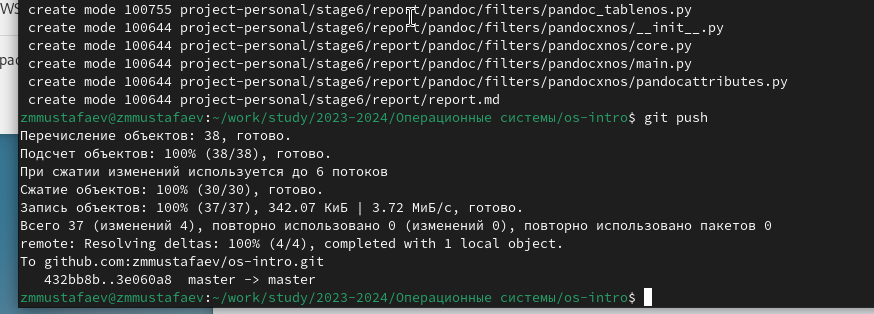 WS
pac
create mode 100755 project-personal/stage6/report/pandoc/filters/pandoc_tablenos.py
create mode 100644 project-personal/stage6/report/pandoc/filters/pandocxnos/__init__.py
create mode 100644 project-personal/stage6/report/pandoc/filters/pandocxnos/core.py
create mode 100644 project-personal/stage6/report/pandoc/filters/pandocxnos/main.py
create mode 100644 project-personal/stage6/report/pandoc/filters/pandocxnos/pandocattributes.py
create mode 100644 project-personal/stage6/report/report.md
zmmustafaev@zmmustafaev:~/work/study/2023-2024/Операционные системы/os-intro$ git push
Перечисление объектов: 38, готово.
Подсчет объектов: 100% (38/38), готово.
При сжатии изменений используется до 6 потоков
Сжатие объектов: 100% (30/30), готово.
Запись объектов: 100% (37/37), 342.07 КиБ | 3.72 МиБ/с, готово.
Всего 37 (изменений 4), повторно использовано 0 (изменений 0), повторно использовано пакетов 0
remote: Resolving deltas: 100% (4/4), completed with 1 local object.
To github.com:zmmustafaev/os-intro.git
432bb8b..3e060a8  master -> master
zmmustafaev@zmmustafaev:~/work/study/2023-2024/Операционные системы/os-intro$